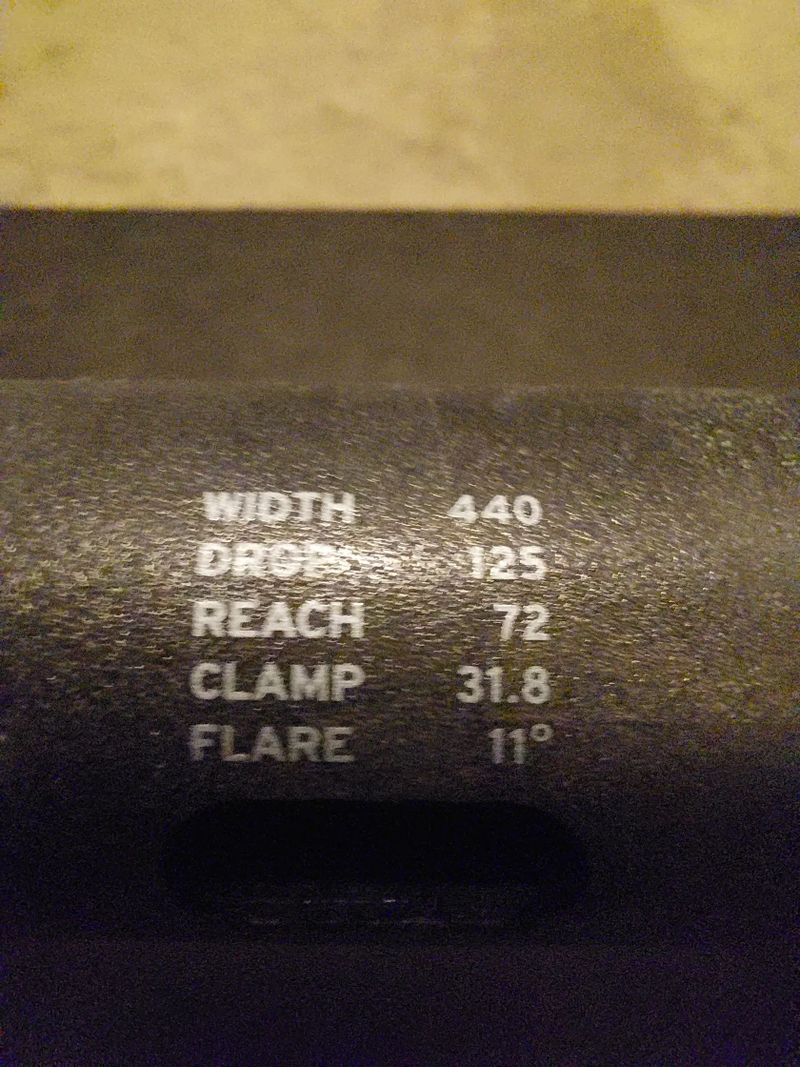 WIDTH 440
DROP 125
REACH 72
CLAMP 31.8
FLARE 11°